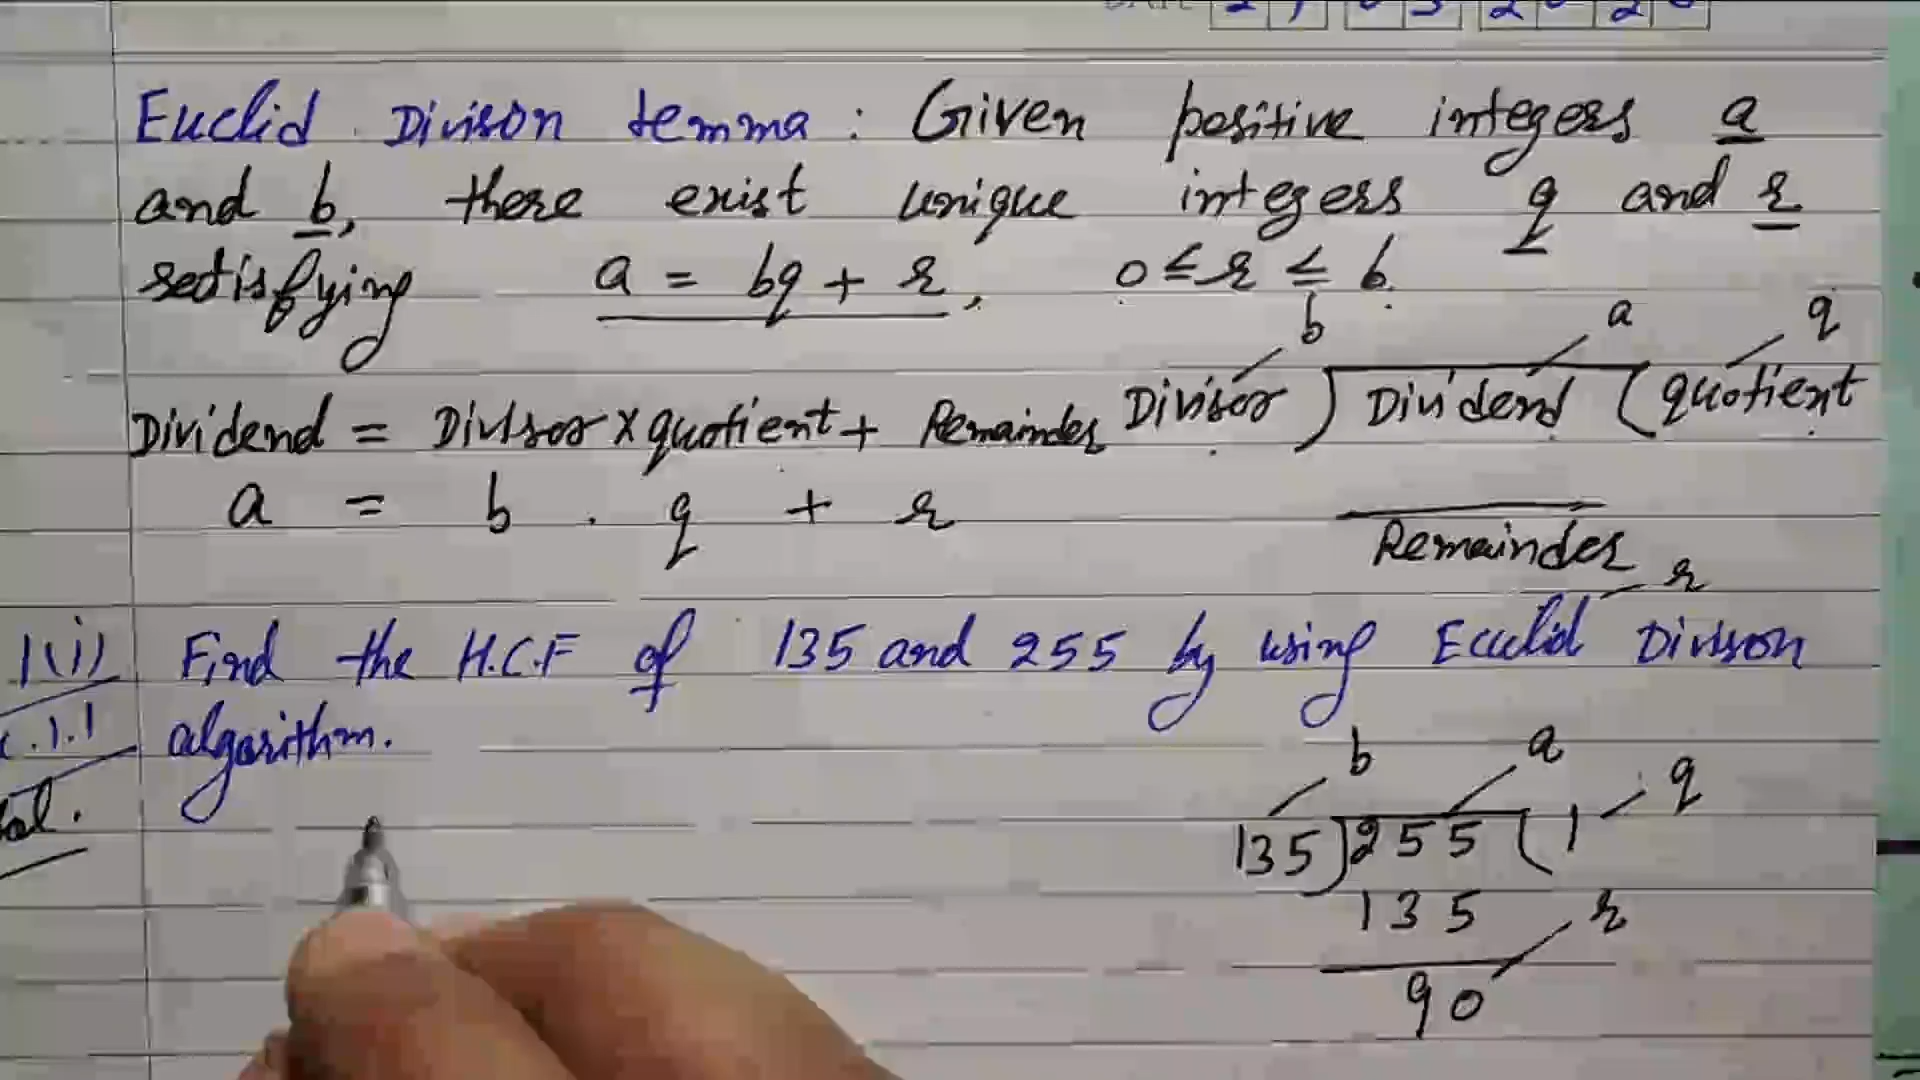 Euclid Divison Lemma : Given positive integers a
and b, there exist unique integers q and r
satisfying a = bq + r, 0 ≤ r ≤ b.
b a q
Dividend = Divisor × quotient + Remainder Divisor ) Dividend ( quotient
a = b . q + r
Remainder
r
1(i) Find the H.C.F of 135 and 255 by using Euclid Divison
1.1 algorithm.
b a
q
135 ) 255 ( 1
135 r
90